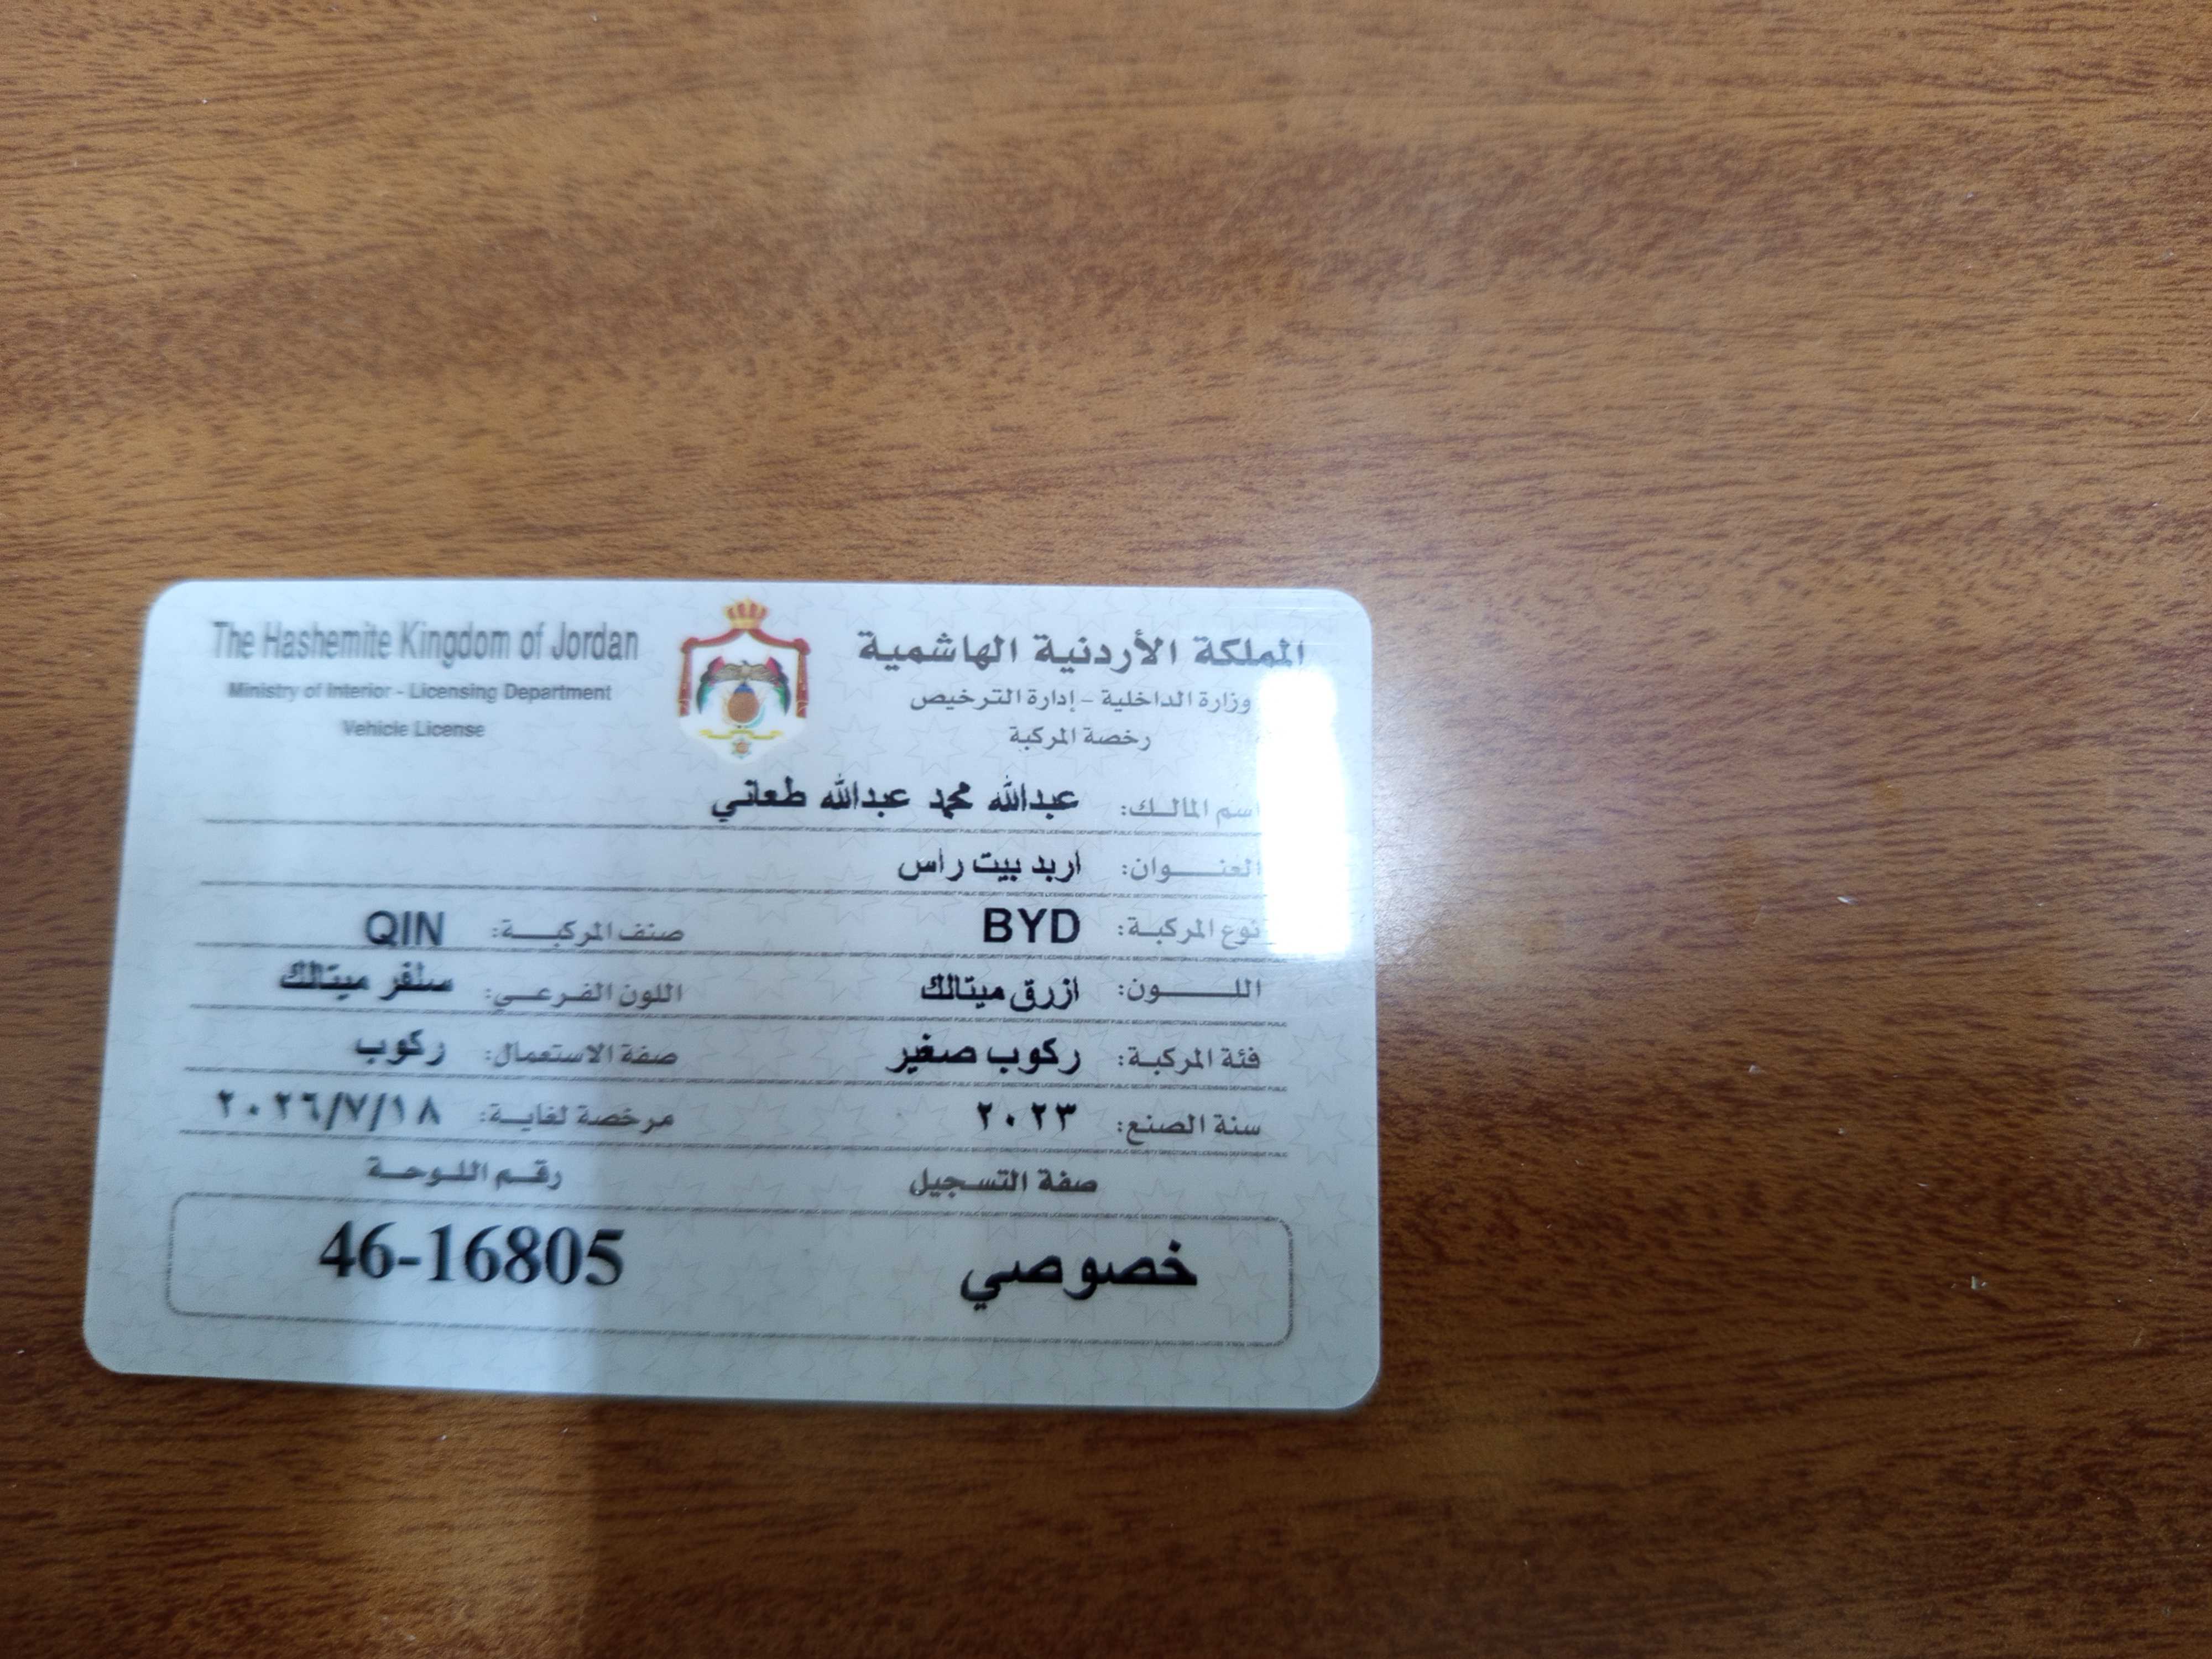 المملكة الأردنية الهاشمية
The Hashemite Kingdom of Jordan
وزارة الداخلية - إدارة الترخيص
Ministry of Interior - Licensing Department
رخصة المركبة
Vehicle License
اسم المالك: عبدالله محمد عبدالله طعاني
العنوان: اربد بيت راس
نوع المركبة: BYD صنف المركبة: QIN
اللون: ازرق ميتالك اللون الفرعي: سلفر ميتالك
فئة المركبة: ركوب صغير صفة الاستعمال: ركوب
سنة الصنع: ٢٠٢٣ مرخصة لغاية: ٢٠٢٦/٧/١٨
صفة التسجيل رقم اللوحة
خصوصي 46-16805